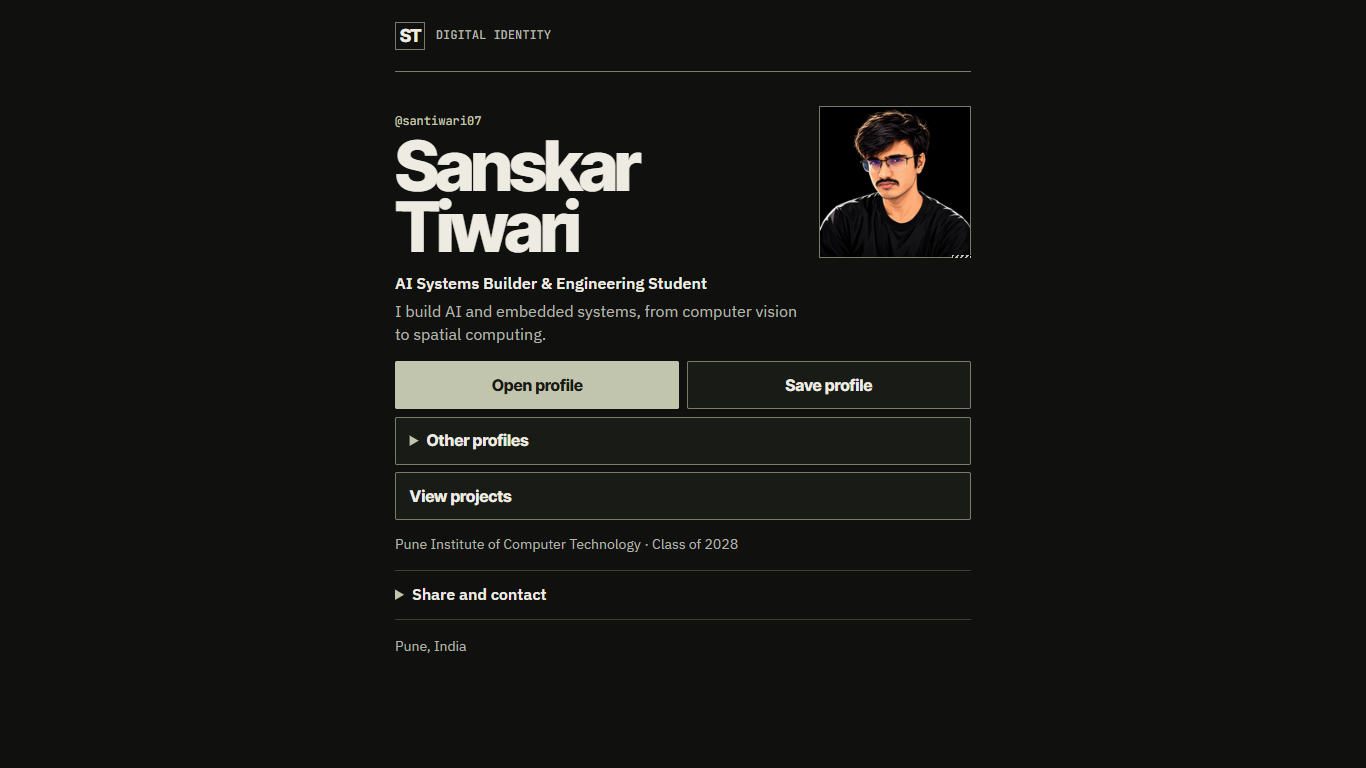 ST DIGITAL IDENTITY
@santiwari07
Sanskar
Tiwari
AI Systems Builder & Engineering Student
I build AI and embedded systems, from computer vision
to spatial computing.
Open profile
Save profile
Other profiles
View projects
Pune Institute of Computer Technology · Class of 2028
Share and contact
Pune, India